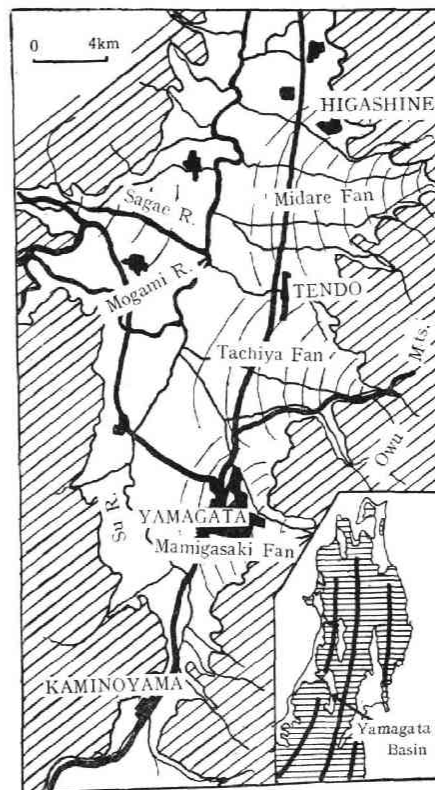 0 4km
HIGASHINE
Sagae R.
Midare Fan
Mogami R.
TENDO
Tachiya Fan
Owu Mts.
Su R.
YAMAGATA
Mamigasaki Fan
KAMINOYAMA
Yamagata
Basin